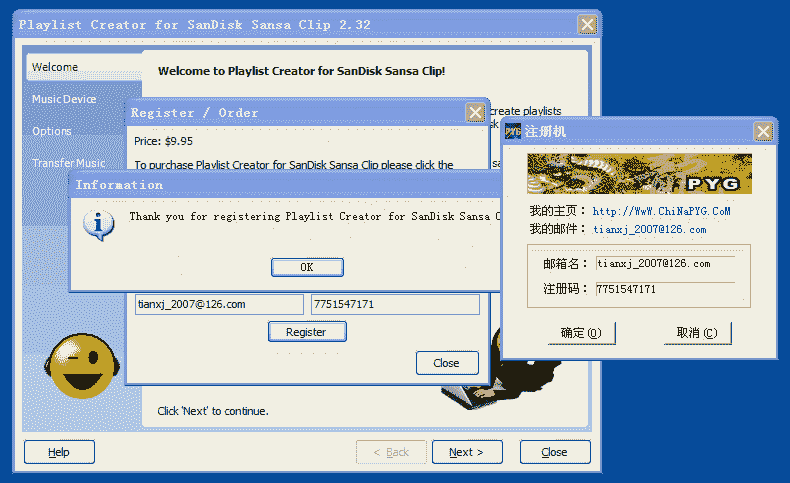 Playlist Creator for SanDisk Sansa Clip 2.32
Welcome
Music Device
Options
Transfer Music
Welcome to Playlist Creator for SanDisk Sansa Clip!
create playlists
Register / Order
Price: $9.95
To purchase Playlist Creator for SanDisk Sansa Clip please click the
Information
Thank you for registering Playlist Creator for SanDisk Sansa C
OK
tianxj_2007@126.com
7751547171
Register
Close
Click 'Next' to continue.
Help
< Back
Next >
Close
PYG 注册机
PYG
我的主页： http://WwW.ChiNaPYG.CoM
我的邮件： tianxj_2007@126.com
邮箱名： tianxj_2007@126.com
注册码： 7751547171
确定(O)
取消(C)